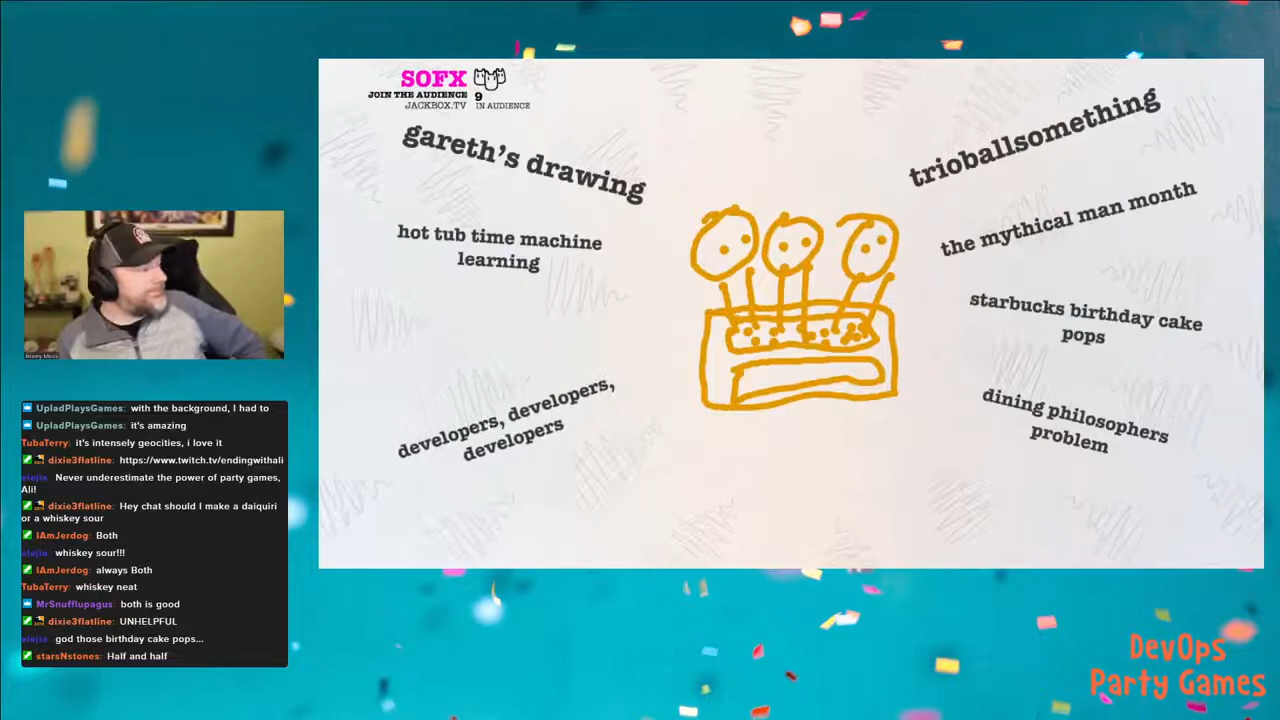 SOFX
JOIN THE AUDIENCE
JACKBOX.TV
9
IN AUDIENCE
gareth's drawing
hot tub time machine
learning
developers, developers,
developers
trioballsomething
the mythical man month
starbucks birthday cake
pops
dining philosophers
problem
UpladPlaysGames: with the background, I had to
UpladPlaysGames: it's amazing
TubaTerry: it's intensely geocities, i love it
dixie3flatline: https://www.twitch.tv/endingwithali
elejia Never underestimate the power of party games,
Ali!
dixie3flatline: Hey chat should I make a daiquiri
or a whiskey sour
IAmJerdog: Both
elejia whiskey sour!!!
IAmJerdog: always Both
TubaTerry: whiskey neat
MrSnufflupagus: both is good
dixie3flatline: UNHELPFUL
elejia god those birthday cake pops...
starsNstones: Half and half
DevOps
Party Games